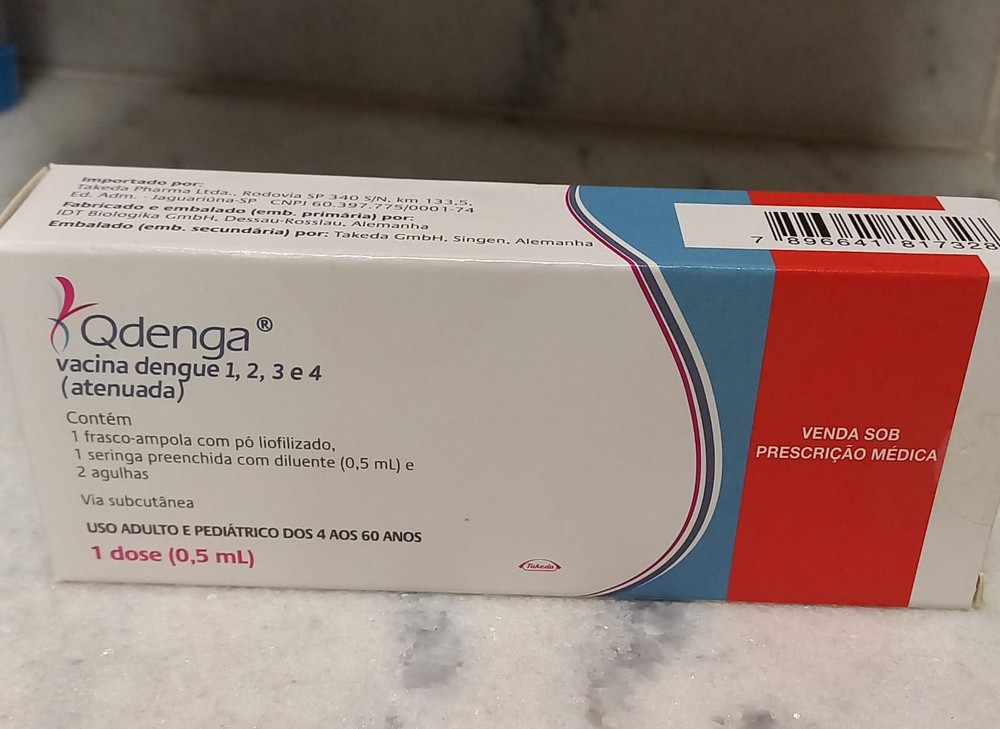 Importado por:
Takeda Pharma Ltda., Rodovia SP 340 S/N, km 133,5,
Ed. Adm. - Jaguariúna-SP CNPJ 60.397.775/0001-74
Fabricado e embalado (emb. primária) por:
IDT Biologika GmbH, Dessau-Rosslau, Alemanha
Embalado (emb. secundária) por: Takeda GmbH, Singen, Alemanha
7 896641 817328
Qdenga®
vacina dengue 1, 2, 3 e 4
(atenuada)
Contém
1 frasco-ampola com pó liofilizado,
1 seringa preenchida com diluente (0,5 mL) e
2 agulhas
Via subcutânea
USO ADULTO E PEDIÁTRICO DOS 4 AOS 60 ANOS
1 dose (0,5 mL)
Takeda
VENDA SOB
PRESCRIÇÃO MÉDICA